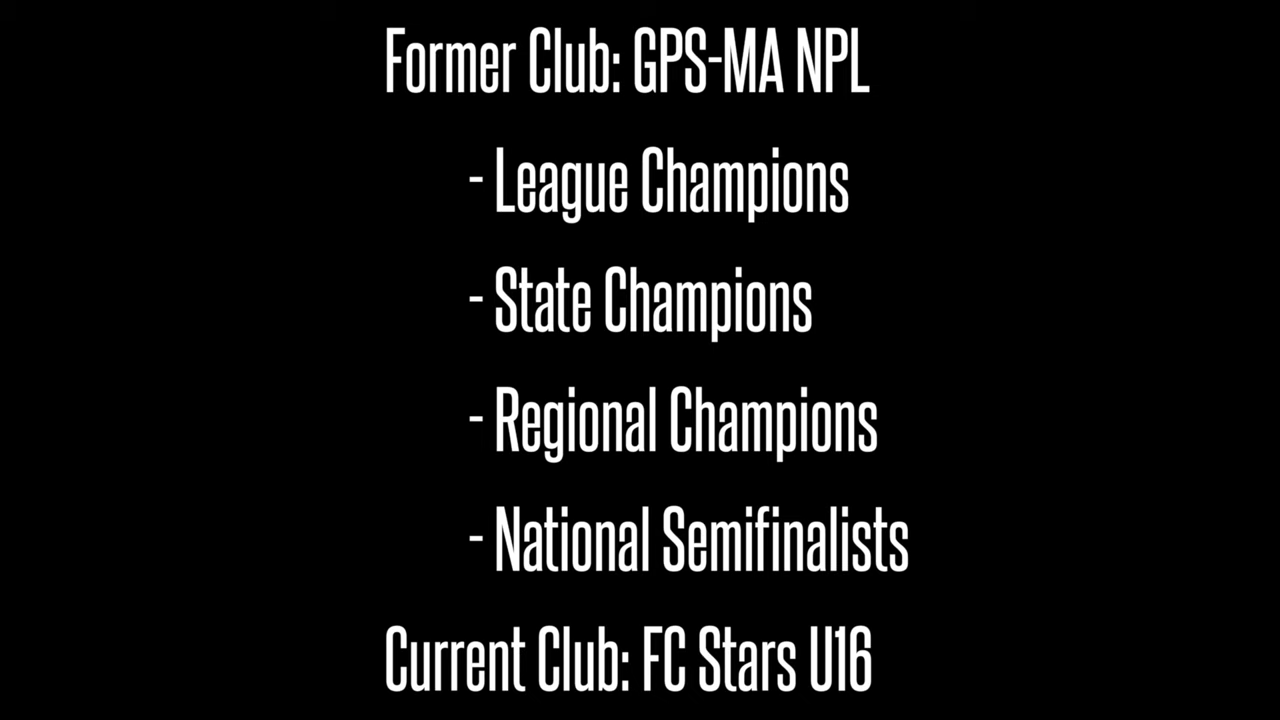 Former Club: GPS-MA NPL
- League Champions
- State Champions
- Regional Champions
- National Semifinalists
Current Club: FC Stars U16